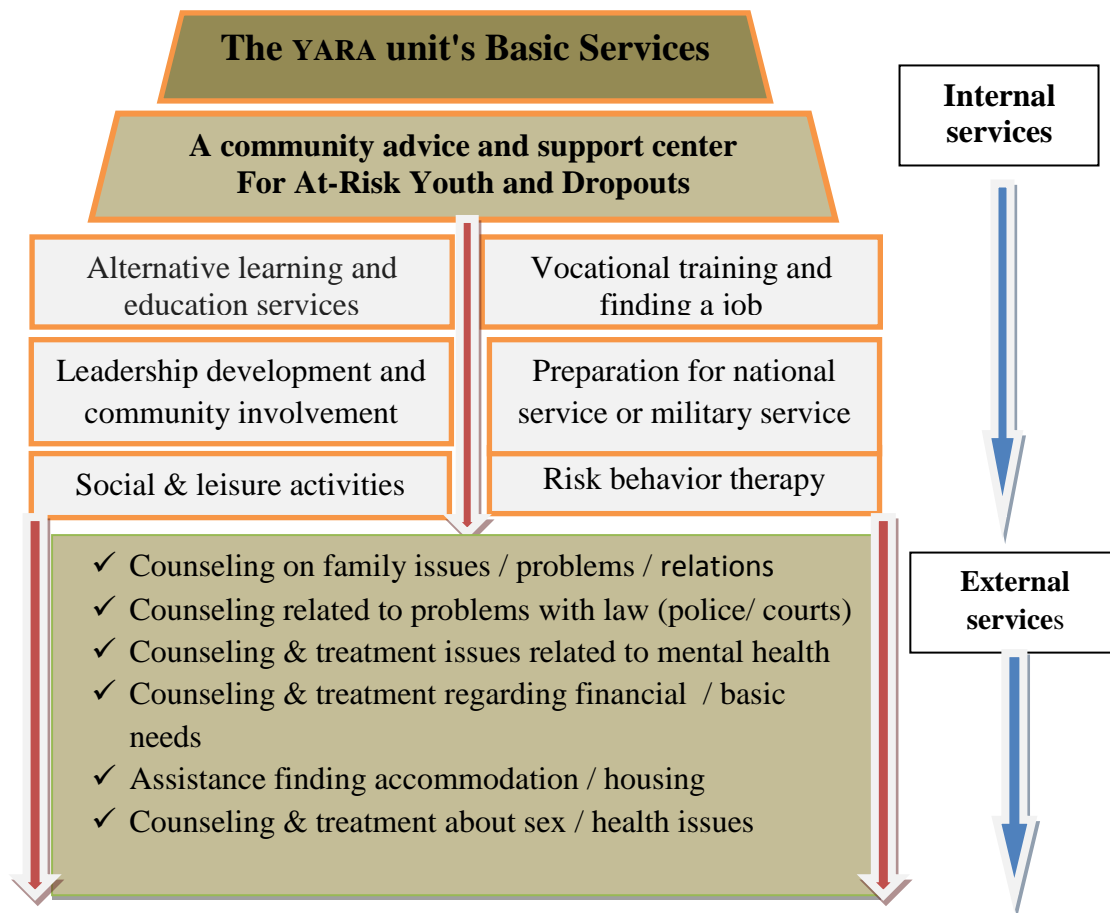 The YARA unit's Basic Services
A community advice and support center
For At-Risk Youth and Dropouts
Internal
services
Alternative learning and
education services
Vocational training and
finding a job
Leadership development and
community involvement
Preparation for national
service or military service
Social & leisure activities
Risk behavior therapy
✓ Counseling on family issues / problems / relations
✓ Counseling related to problems with law (police/ courts)
✓ Counseling & treatment issues related to mental health
✓ Counseling & treatment regarding financial / basic
needs
✓ Assistance finding accommodation / housing
✓ Counseling & treatment about sex / health issues
External
services